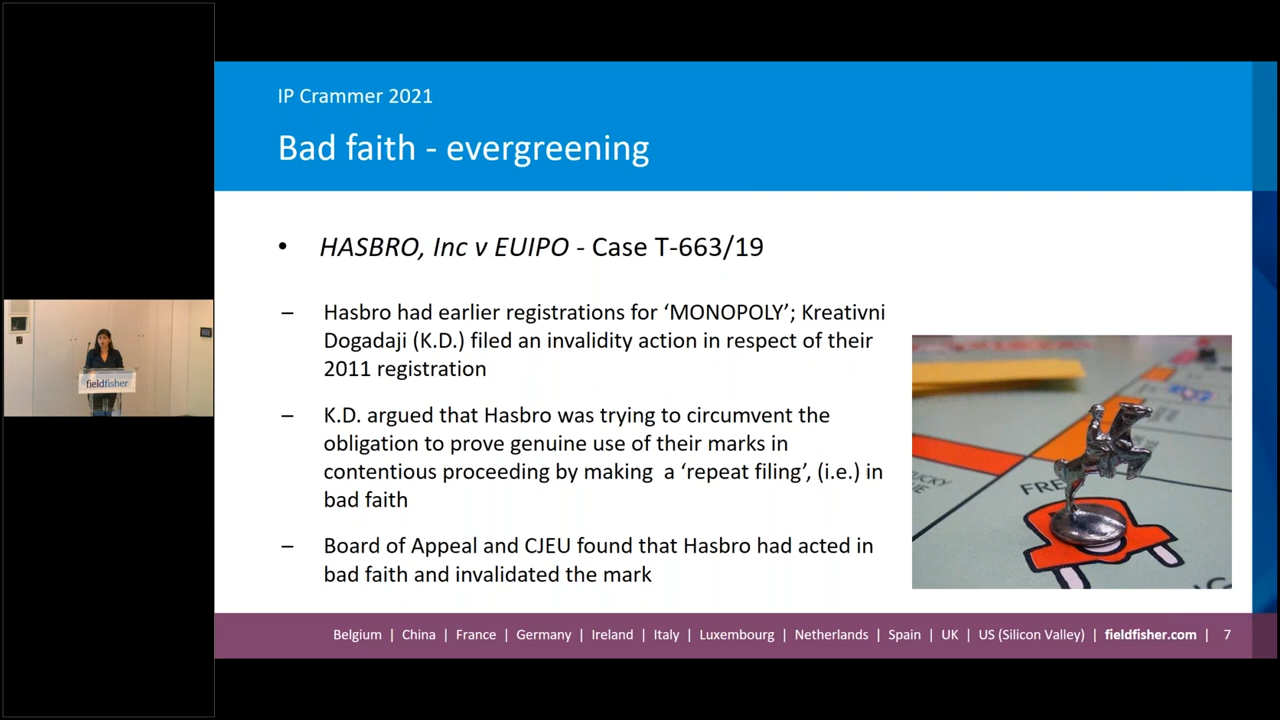 IP Crammer 2021
Bad faith - evergreening
• HASBRO, Inc v EUIPO - Case T-663/19
– Hasbro had earlier registrations for ‘MONOPOLY’; Kreativni
Dogadaji (K.D.) filed an invalidity action in respect of their
2011 registration
– K.D. argued that Hasbro was trying to circumvent the
obligation to prove genuine use of their marks in
contentious proceeding by making a ‘repeat filing’, (i.e.) in
bad faith
– Board of Appeal and CJEU found that Hasbro had acted in
bad faith and invalidated the mark
fieldfisher
FRE
Belgium | China | France | Germany | Ireland | Italy | Luxembourg | Netherlands | Spain | UK | US (Silicon Valley) | fieldfisher.com | 7